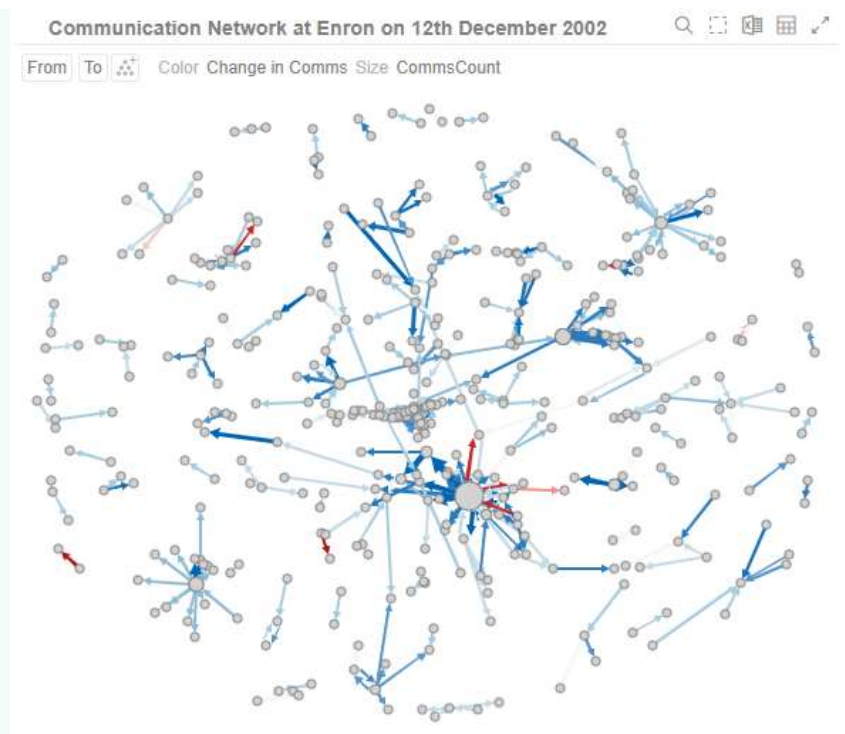 Communication Network at Enron on 12th December 2002
From To Color Change in Comms Size CommsCount